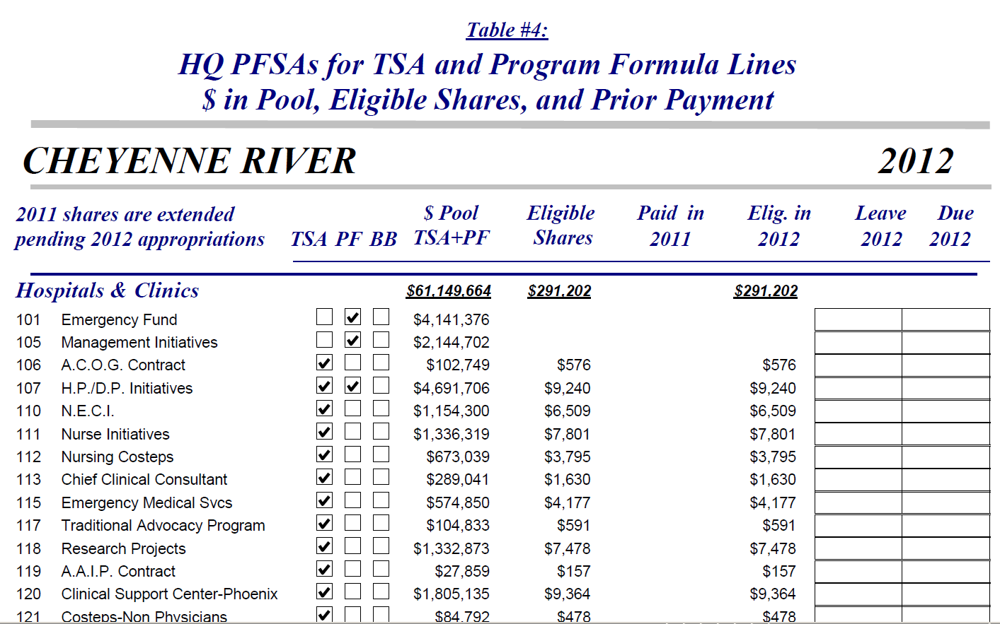 Table #4:
HQ PFSAs for TSA and Program Formula Lines
$ in Pool, Eligible Shares, and Prior Payment
CHEYENNE RIVER 2012
2011 shares are extended $ Pool Eligible Paid in Elig. in Leave Due
pending 2012 appropriations TSA PF BB TSA+PF Shares 2011 2012 2012 2012
Hospitals & Clinics $61,149,664 $291,202 $291,202
101 Emergency Fund $4,141,376
105 Management Initiatives $2,144,702
106 A.C.O.G. Contract $102,749 $576 $576
107 H.P./D.P. Initiatives $4,691,706 $9,240 $9,240
110 N.E.C.I. $1,154,300 $6,509 $6,509
111 Nurse Initiatives $1,336,319 $7,801 $7,801
112 Nursing Costeps $673,039 $3,795 $3,795
113 Chief Clinical Consultant $289,041 $1,630 $1,630
115 Emergency Medical Svcs $574,850 $4,177 $4,177
117 Traditional Advocacy Program $104,833 $591 $591
118 Research Projects $1,332,873 $7,478 $7,478
119 A.A.I.P. Contract $27,859 $157 $157
120 Clinical Support Center-Phoenix $1,805,135 $9,364 $9,364
121 Costeps-Non Physicians $84,792 $478 $478